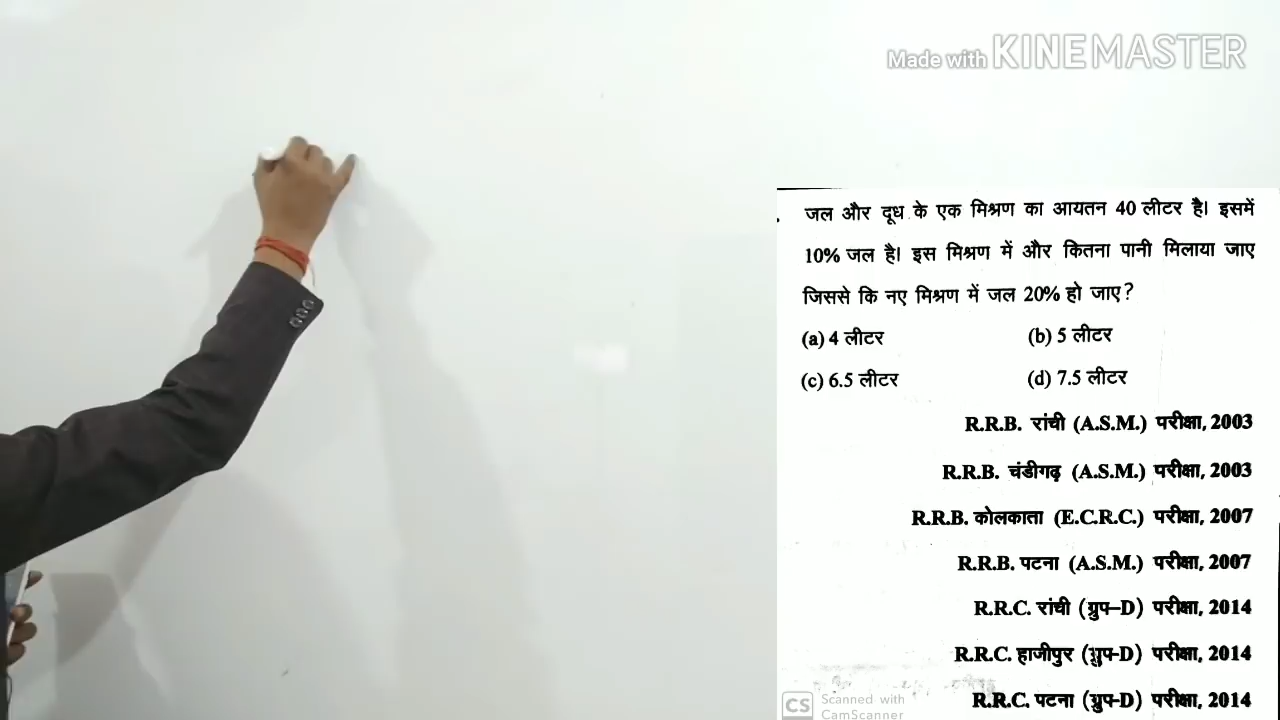 Made with KINEMASTER
जल और दूध के एक मिश्रण का आयतन 40 लीटर है। इसमें
10% जल है। इस मिश्रण में और कितना पानी मिलाया जाए
जिससे कि नए मिश्रण में जल 20% हो जाए?
(a) 4 लीटर (b) 5 लीटर
(c) 6.5 लीटर (d) 7.5 लीटर
R.R.B. रांची (A.S.M.) परीक्षा, 2003
R.R.B. चंडीगढ़ (A.S.M.) परीक्षा, 2003
R.R.B. कोलकाता (E.C.R.C.) परीक्षा, 2007
R.R.B. पटना (A.S.M.) परीक्षा, 2007
R.R.C. रांची (ग्रुप-D) परीक्षा, 2014
R.R.C. हाजीपुर (ग्रुप-D) परीक्षा, 2014
R.R.C. पटना (ग्रुप-D) परीक्षा, 2014
CS Scanned with
CamScanner